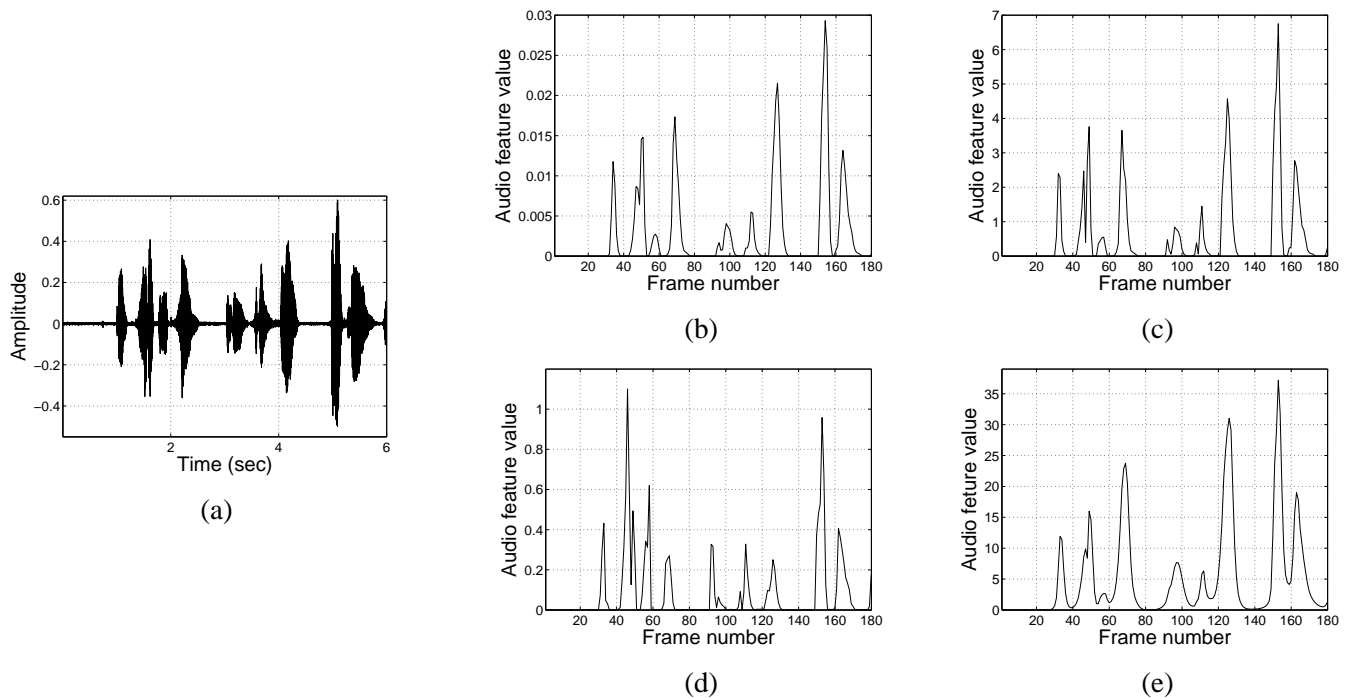 0.6
0.4
0.2
0
−0.2
−0.4
2 4 6
Amplitude
Time (sec)
(a)
0.03
0.025
0.02
0.015
0.01
0.005
0
20 40 60 80 100 120 140 160 180
Audio feature value
Frame number
(b)
7
6
5
4
3
2
1
0
20 40 60 80 100 120 140 160 180
Audio feature value
Frame number
(c)
1
0.8
0.6
0.4
0.2
0
20 40 60 80 100 120 140 160 180
Audio feature value
Frame number
(d)
35
30
25
20
15
10
5
0
20 40 60 80 100 120 140 160 180
Audio feture value
Frame number
(e)